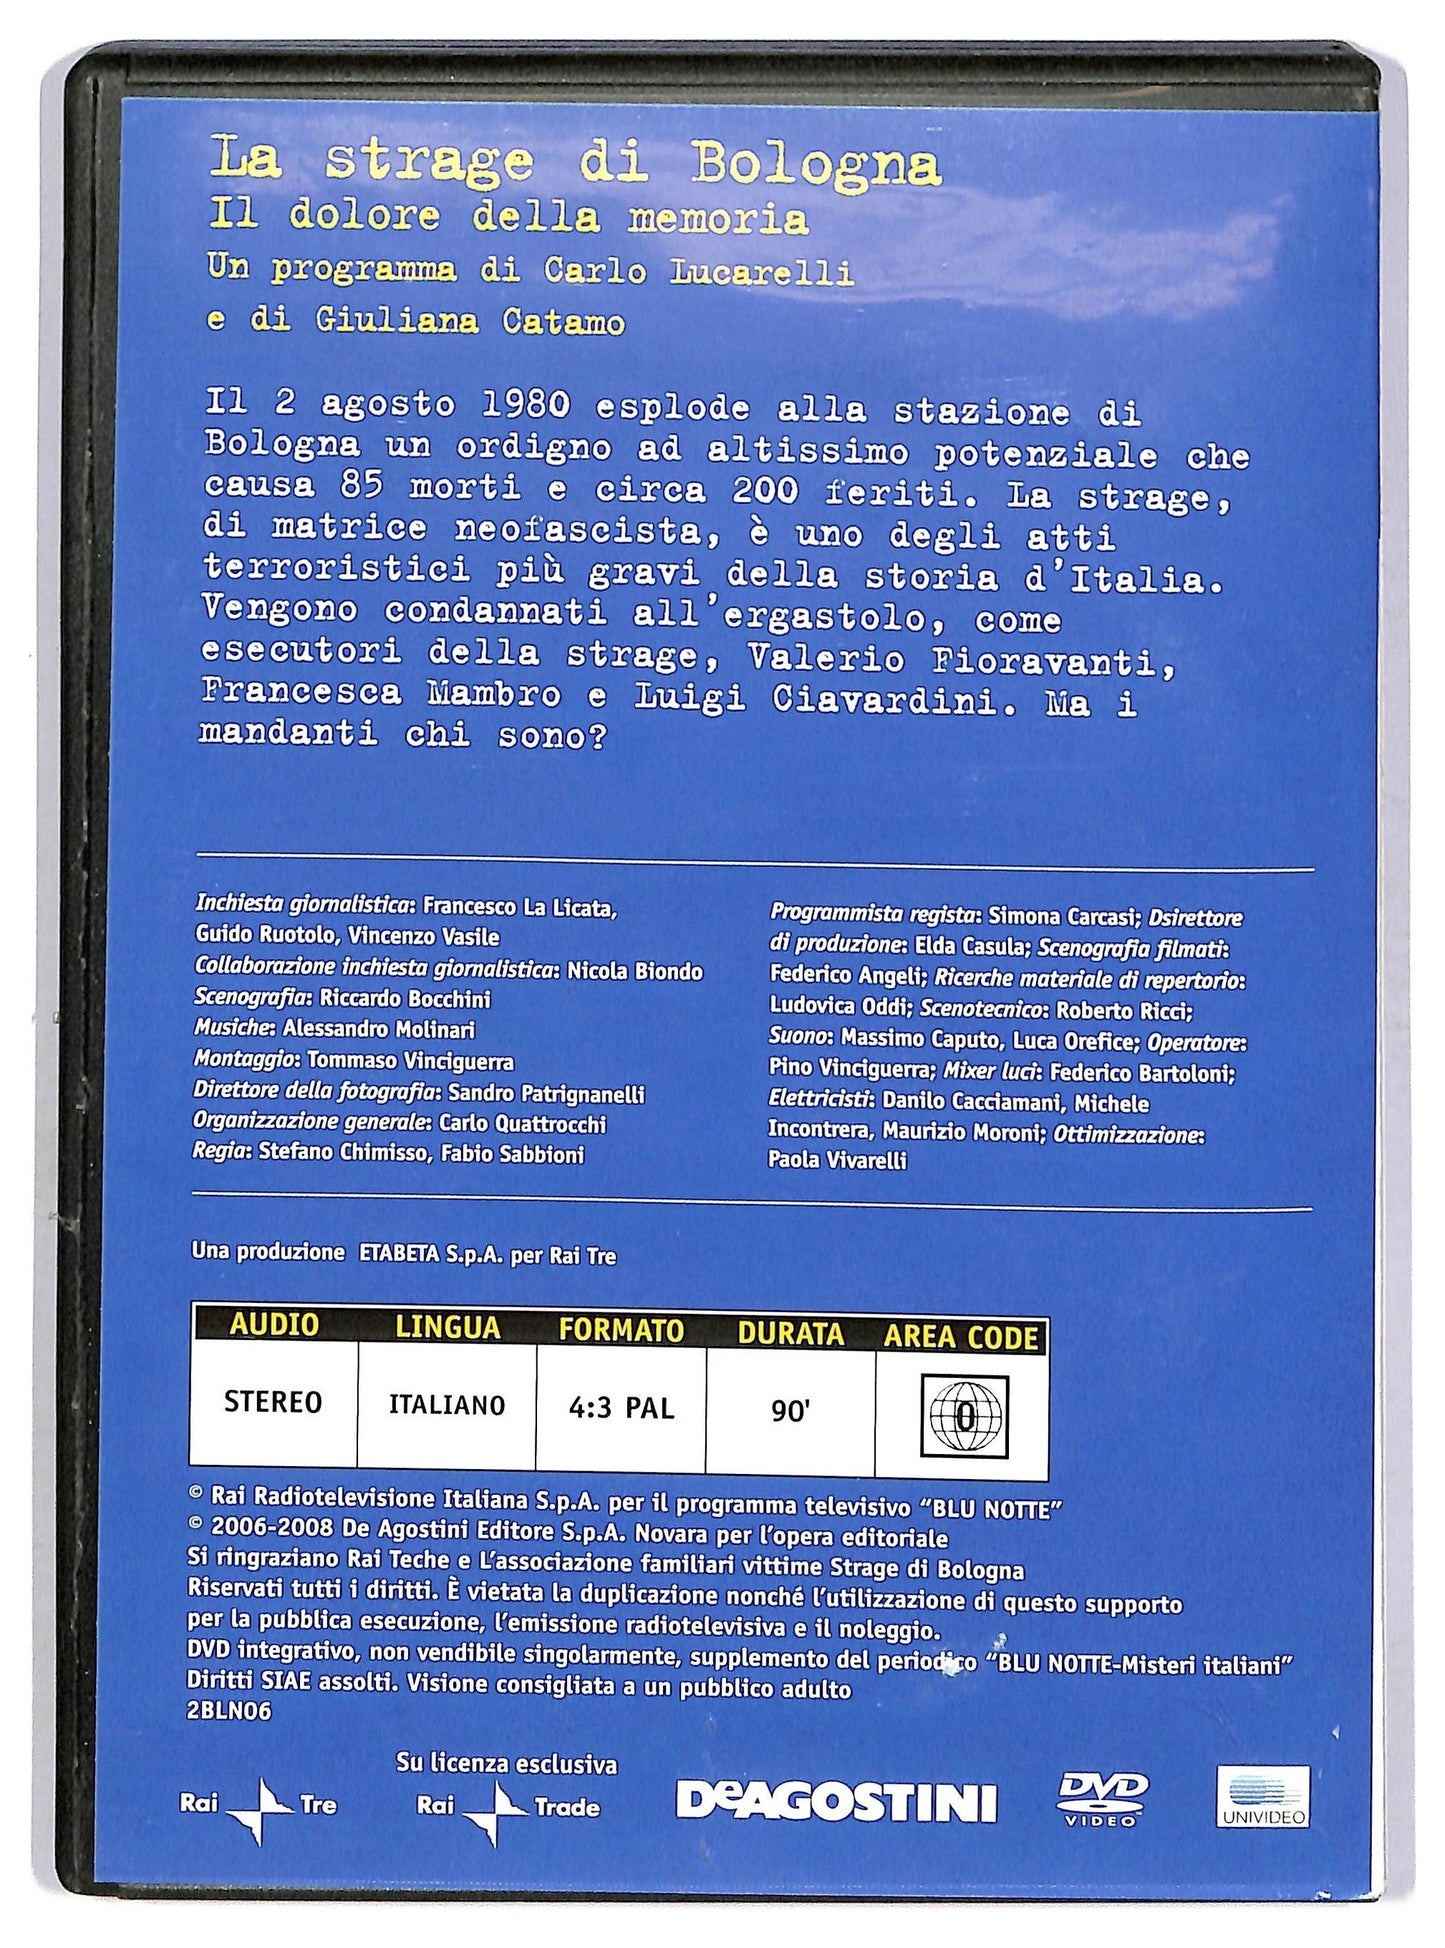 La strage di Bologna
Il dolore della memoria
Un programma di Carlo Lucarelli
e di Giuliana Catamo
Il 2 agosto 1980 esplode alla stazione di
Bologna un ordigno ad altissimo potenziale che
causa 85 morti e circa 200 feriti. La strage,
di matrice neofascista, è uno degli atti
terroristici più gravi della storia d'Italia.
Vengono condannati all'ergastolo, come
esecutori della strage, Valerio Fioravanti,
Francesca Mambro e Luigi Ciavardini. Ma i
mandanti chi sono?
Inchiesta giornalistica: Francesco La Licata,
Guido Ruotolo, Vincenzo Vasile
Collaborazione inchiesta giornalistica: Nicola Biondo
Scenografia: Riccardo Bocchini
Musiche: Alessandro Molinari
Montaggio: Tommaso Vinciguerra
Direttore della fotografia: Sandro Patrignanelli
Organizzazione generale: Carlo Quattrocchi
Regia: Stefano Chimisso, Fabio Sabbioni
Programmista regista: Simona Carcasi; Dsirettore
di produzione: Elda Casula; Scenografia filmati:
Federico Angeli; Ricerche materiale di repertorio:
Ludovica Oddi; Scenotecnico: Roberto Ricci;
Suono: Massimo Caputo, Luca Orefice; Operatore:
Pino Vinciguerra; Mixer luci: Federico Bartoloni;
Elettricisti: Danilo Cacciamani, Michele
Incontrera, Maurizio Moroni; Ottimizzazione:
Paola Vivarelli
Una produzione ETABETA S.p.A. per Rai Tre
AUDIO LINGUA FORMATO DURATA AREA CODE
STEREO ITALIANO 4:3 PAL 90' 0
© Rai Radiotelevisione Italiana S.p.A. per il programma televisivo “BLU NOTTE”
© 2006-2008 De Agostini Editore S.p.A. Novara per l'opera editoriale
Si ringraziano Rai Teche e L'associazione familiari vittime Strage di Bologna
Riservati tutti i diritti. È vietata la duplicazione nonché l'utilizzazione di questo supporto
per la pubblica esecuzione, l'emissione radiotelevisiva e il noleggio.
DVD integrativo, non vendibile singolarmente, supplemento del periodico “BLU NOTTE-Misteri italiani”
Diritti SIAE assolti. Visione consigliata a un pubblico adulto
2BLN06
Su licenza esclusiva
Rai Tre Rai Trade DeAGOSTINI DVD VIDEO™ UNIVIDEO